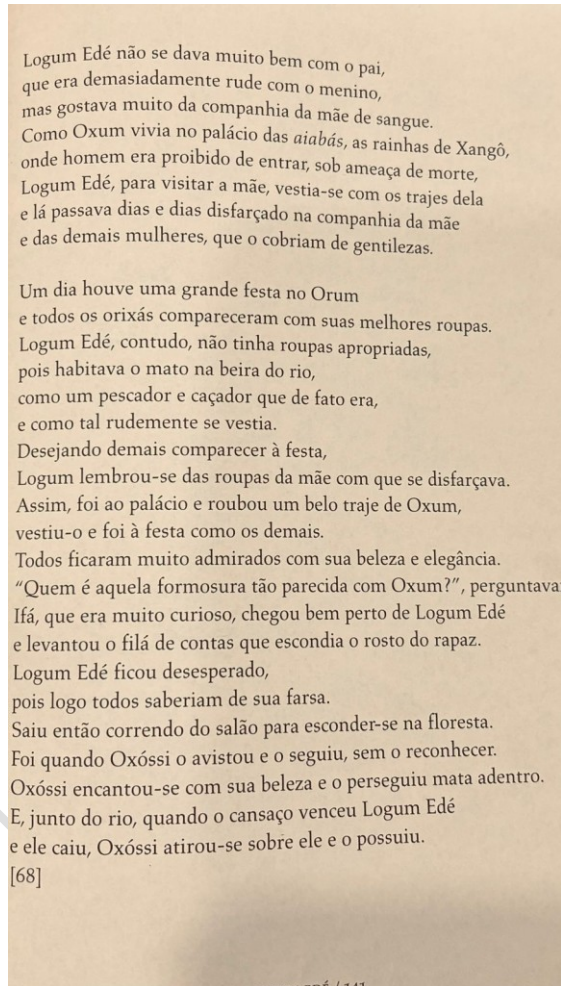 Logum Edé não se dava muito bem com o pai,
que era demasiadamente rude com o menino,
mas gostava muito da companhia da mãe de sangue.
Como Oxum vivia no palácio das aiabás, as rainhas de Xangô,
onde homem era proibido de entrar, sob ameaça de morte,
Logum Edé, para visitar a mãe, vestia-se com os trajes dela
e lá passava dias e dias disfarçado na companhia da mãe
e das demais mulheres, que o cobriam de gentilezas.

Um dia houve uma grande festa no Orum
e todos os orixás compareceram com suas melhores roupas.
Logum Edé, contudo, não tinha roupas apropriadas,
pois habitava o mato na beira do rio,
como um pescador e caçador que de fato era,
e como tal rudemente se vestia.
Desejando demais comparecer à festa,
Logum lembrou-se das roupas da mãe com que se disfarçava.
Assim, foi ao palácio e roubou um belo traje de Oxum,
vestiu-o e foi à festa como os demais.
Todos ficaram muito admirados com sua beleza e elegância.
“Quem é aquela formosura tão parecida com Oxum?”, perguntava
Ifá, que era muito curioso, chegou bem perto de Logum Edé
e levantou o filá de contas que escondia o rosto do rapaz.
Logum Edé ficou desesperado,
pois logo todos saberiam de sua farsa.
Saiu então correndo do salão para esconder-se na floresta.
Foi quando Oxóssi o avistou e o seguiu, sem o reconhecer.
Oxóssi encantou-se com sua beleza e o perseguiu mata adentro.
E, junto do rio, quando o cansaço venceu Logum Edé
e ele caiu, Oxóssi atirou-se sobre ele e o possuiu.
[68]